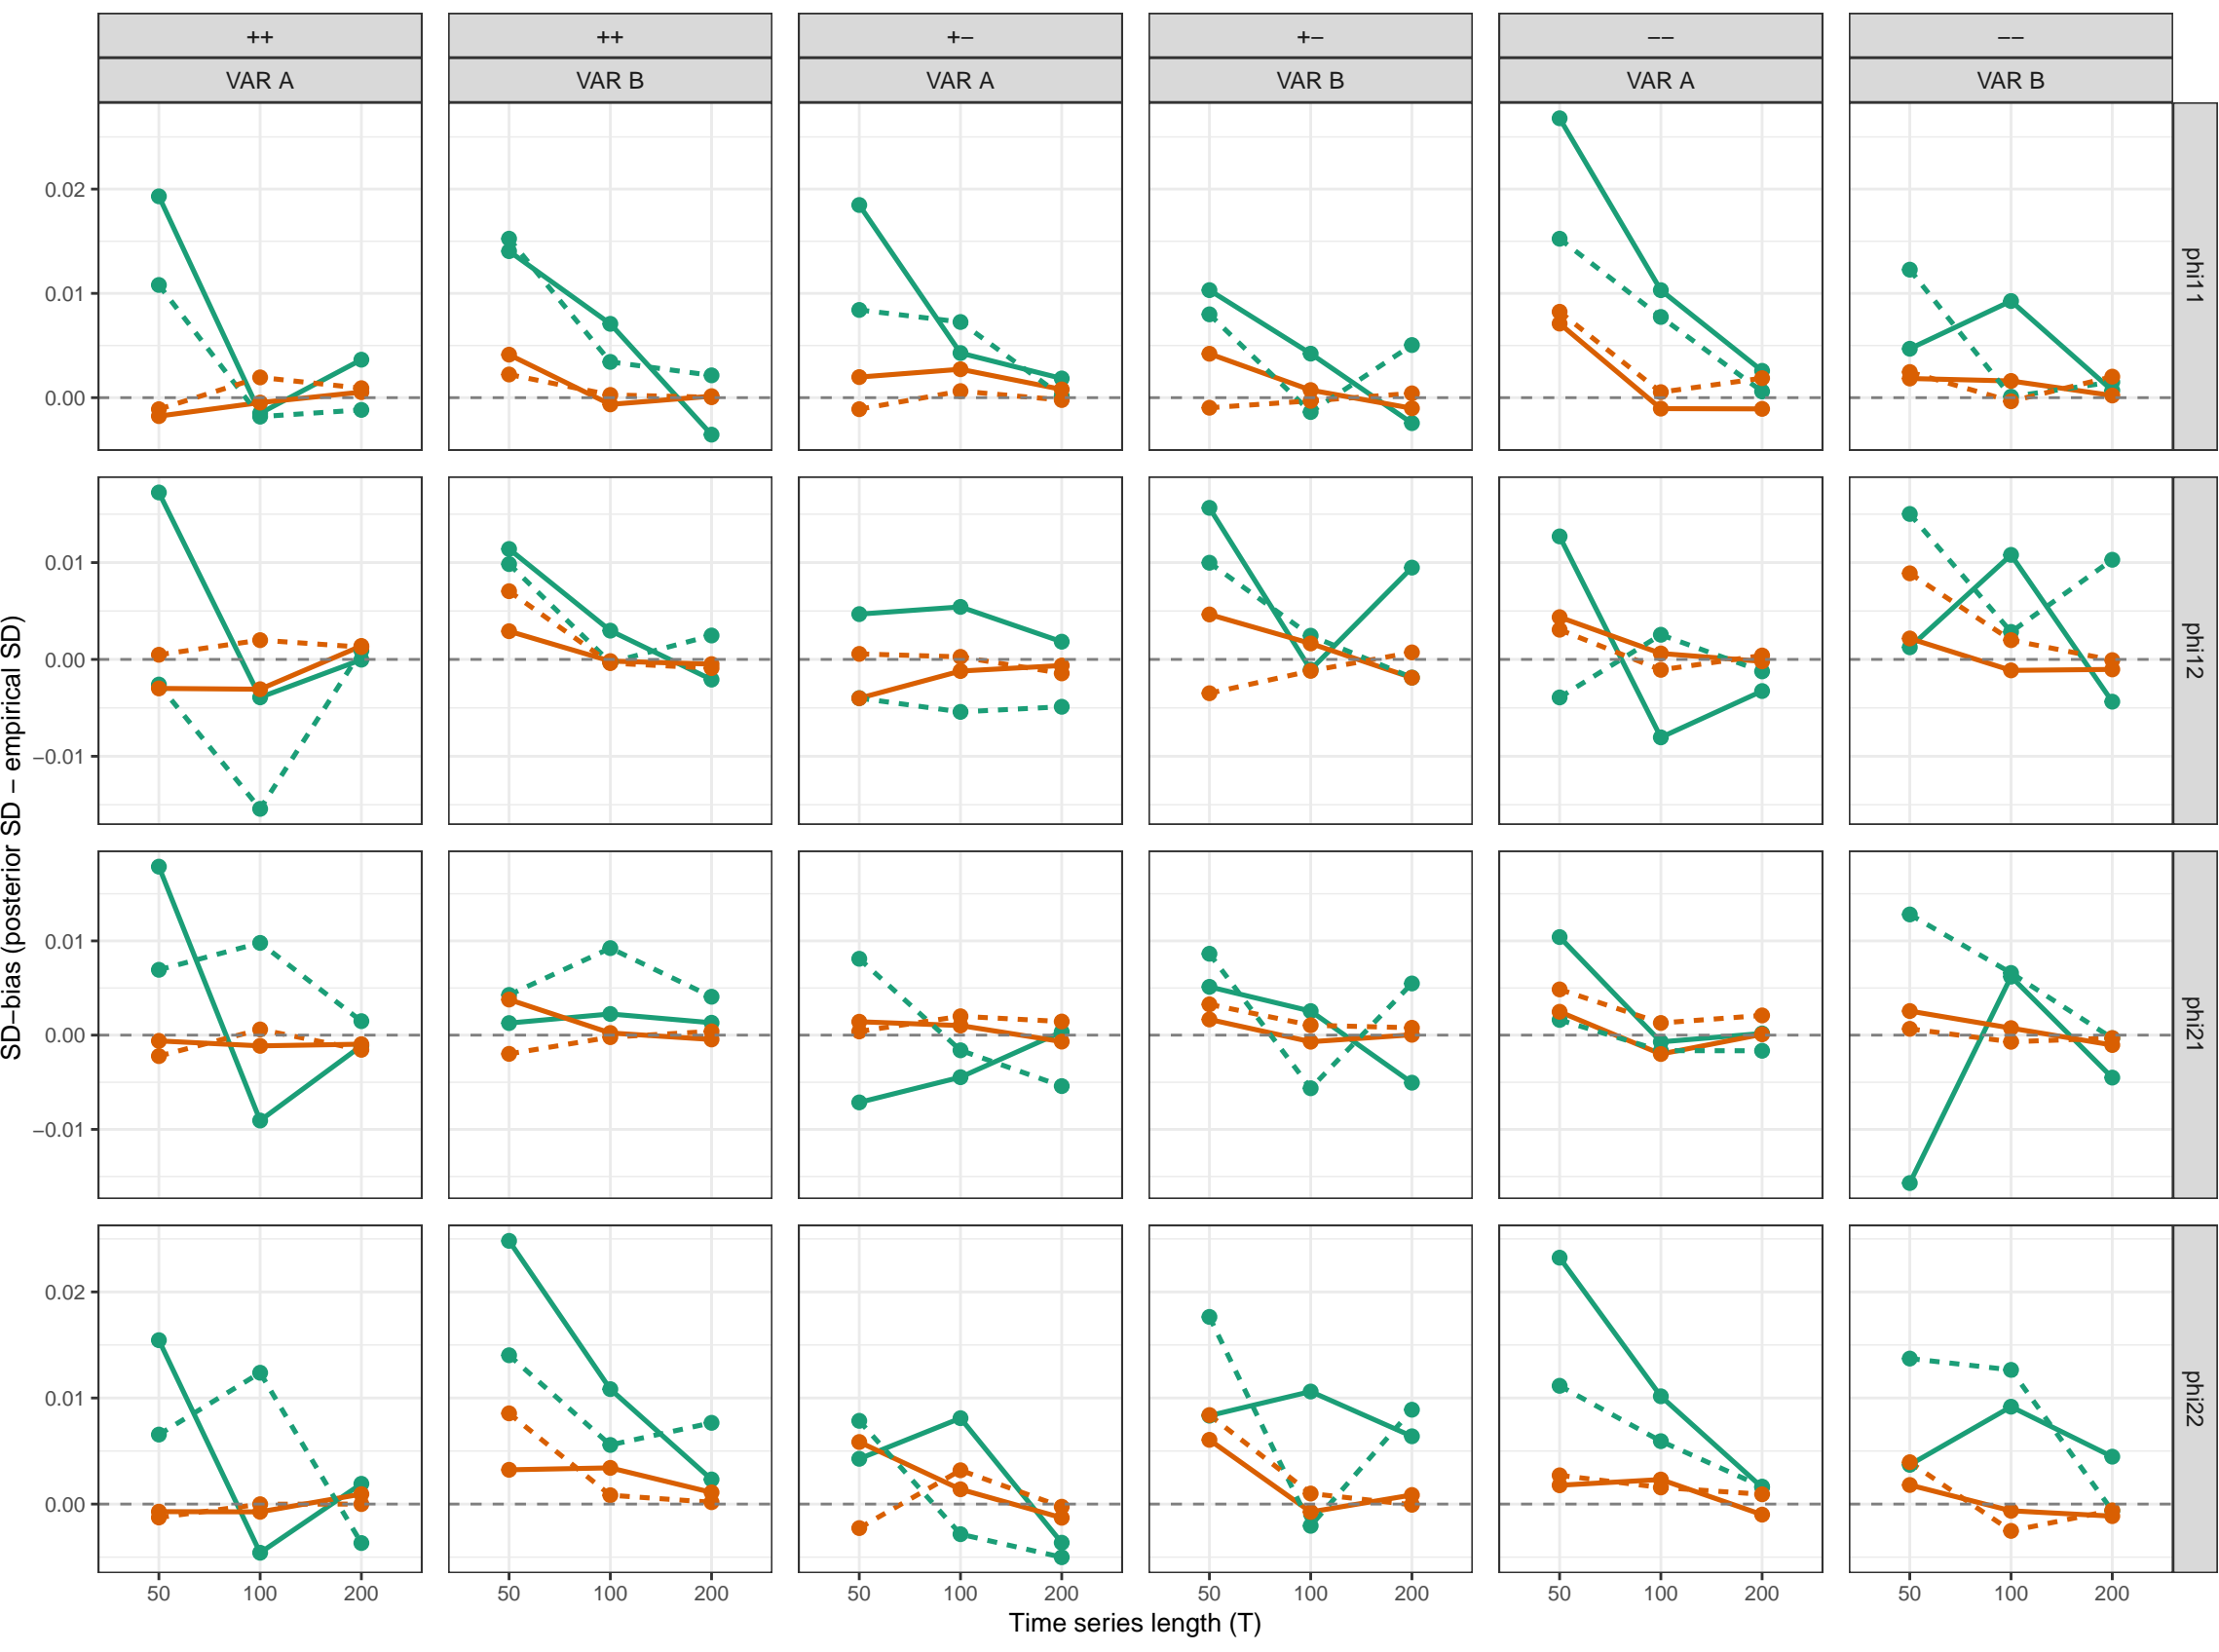 ++ ++ +− +− −− −−
VAR A VAR B VAR A VAR B VAR A VAR B
0.02
0.01
0.00
phi11
0.01
0.00
−0.01
phi12
0.01
0.00
−0.01
phi21
0.02
0.01
0.00
phi22
50 100 200 50 100 200 50 100 200 50 100 200 50 100 200 50 100 200
Time series length (T)
SD−bias (posterior SD − empirical SD)